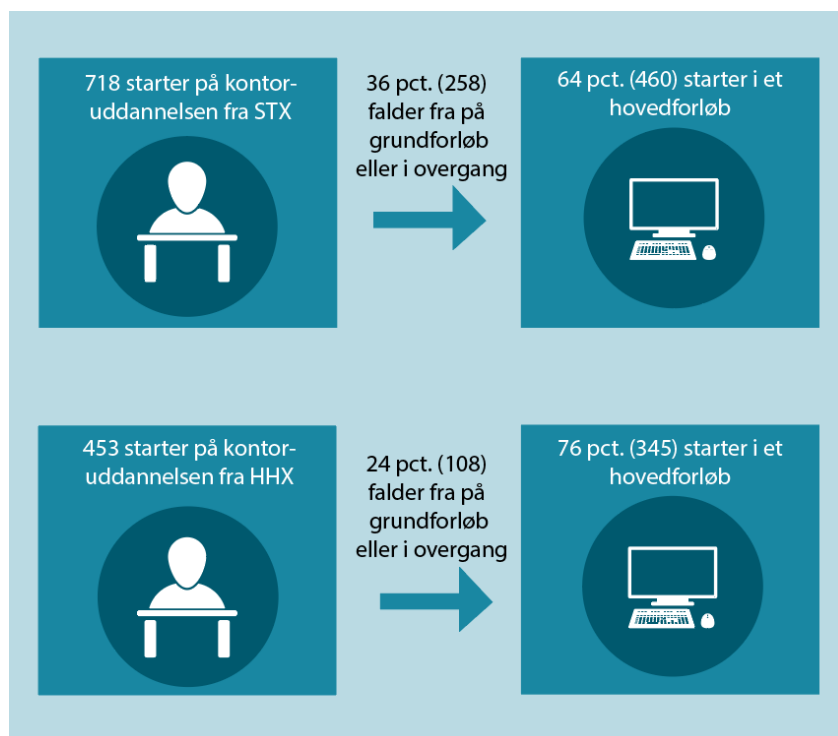 718 starter på kontor-
uddannelsen fra STX
36 pct. (258)
falder fra på
grundforløb
eller i overgang
64 pct. (460) starter i et
hovedforløb
453 starter på kontor-
uddannelsen fra HHX
24 pct. (108)
falder fra på
grundforløb
eller i overgang
76 pct. (345) starter i et
hovedforløb